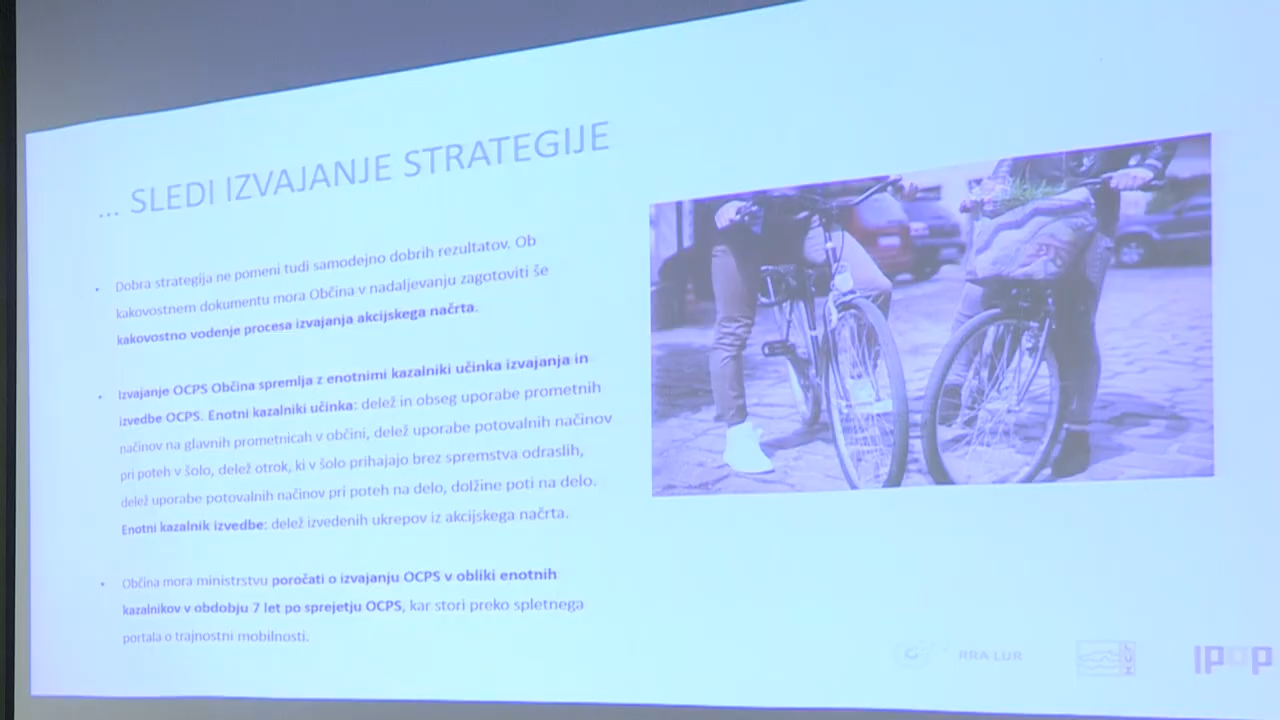 ... SLEDI IZVAJANJE STRATEGIJE
• Dobra strategija ne pomeni tudi samodejno dobrih rezultatov. Ob
kakovostnem dokumentu mora Občina v nadaljevanju zagotoviti še
kakovostno vodenje procesa izvajanja akcijskega načrta.
• Izvajanje OCPS Občina spremlja z enotnimi kazalniki učinka izvajanja in
izvedbe OCPS. Enotni kazalniki učinka: delež in obseg uporabe prometnih
načinov na glavnih prometnicah v občini, delež uporabe potovalnih načinov
pri poteh v šolo, delež otrok, ki v šolo prihajajo brez spremstva odraslih,
delež uporabe potovalnih načinov pri poteh na delo, dolžine poti na delo.
Enotni kazalnik izvedbe: delež izvedenih ukrepov iz akcijskega načrta.
• Občina mora ministrstvu poročati o izvajanju OCPS v obliki enotnih
kazalnikov v obdobju 7 let po sprejetju OCPS, kar stori preko spletnega
portala o trajnostni mobilnosti.
RRA LUR
IPOP